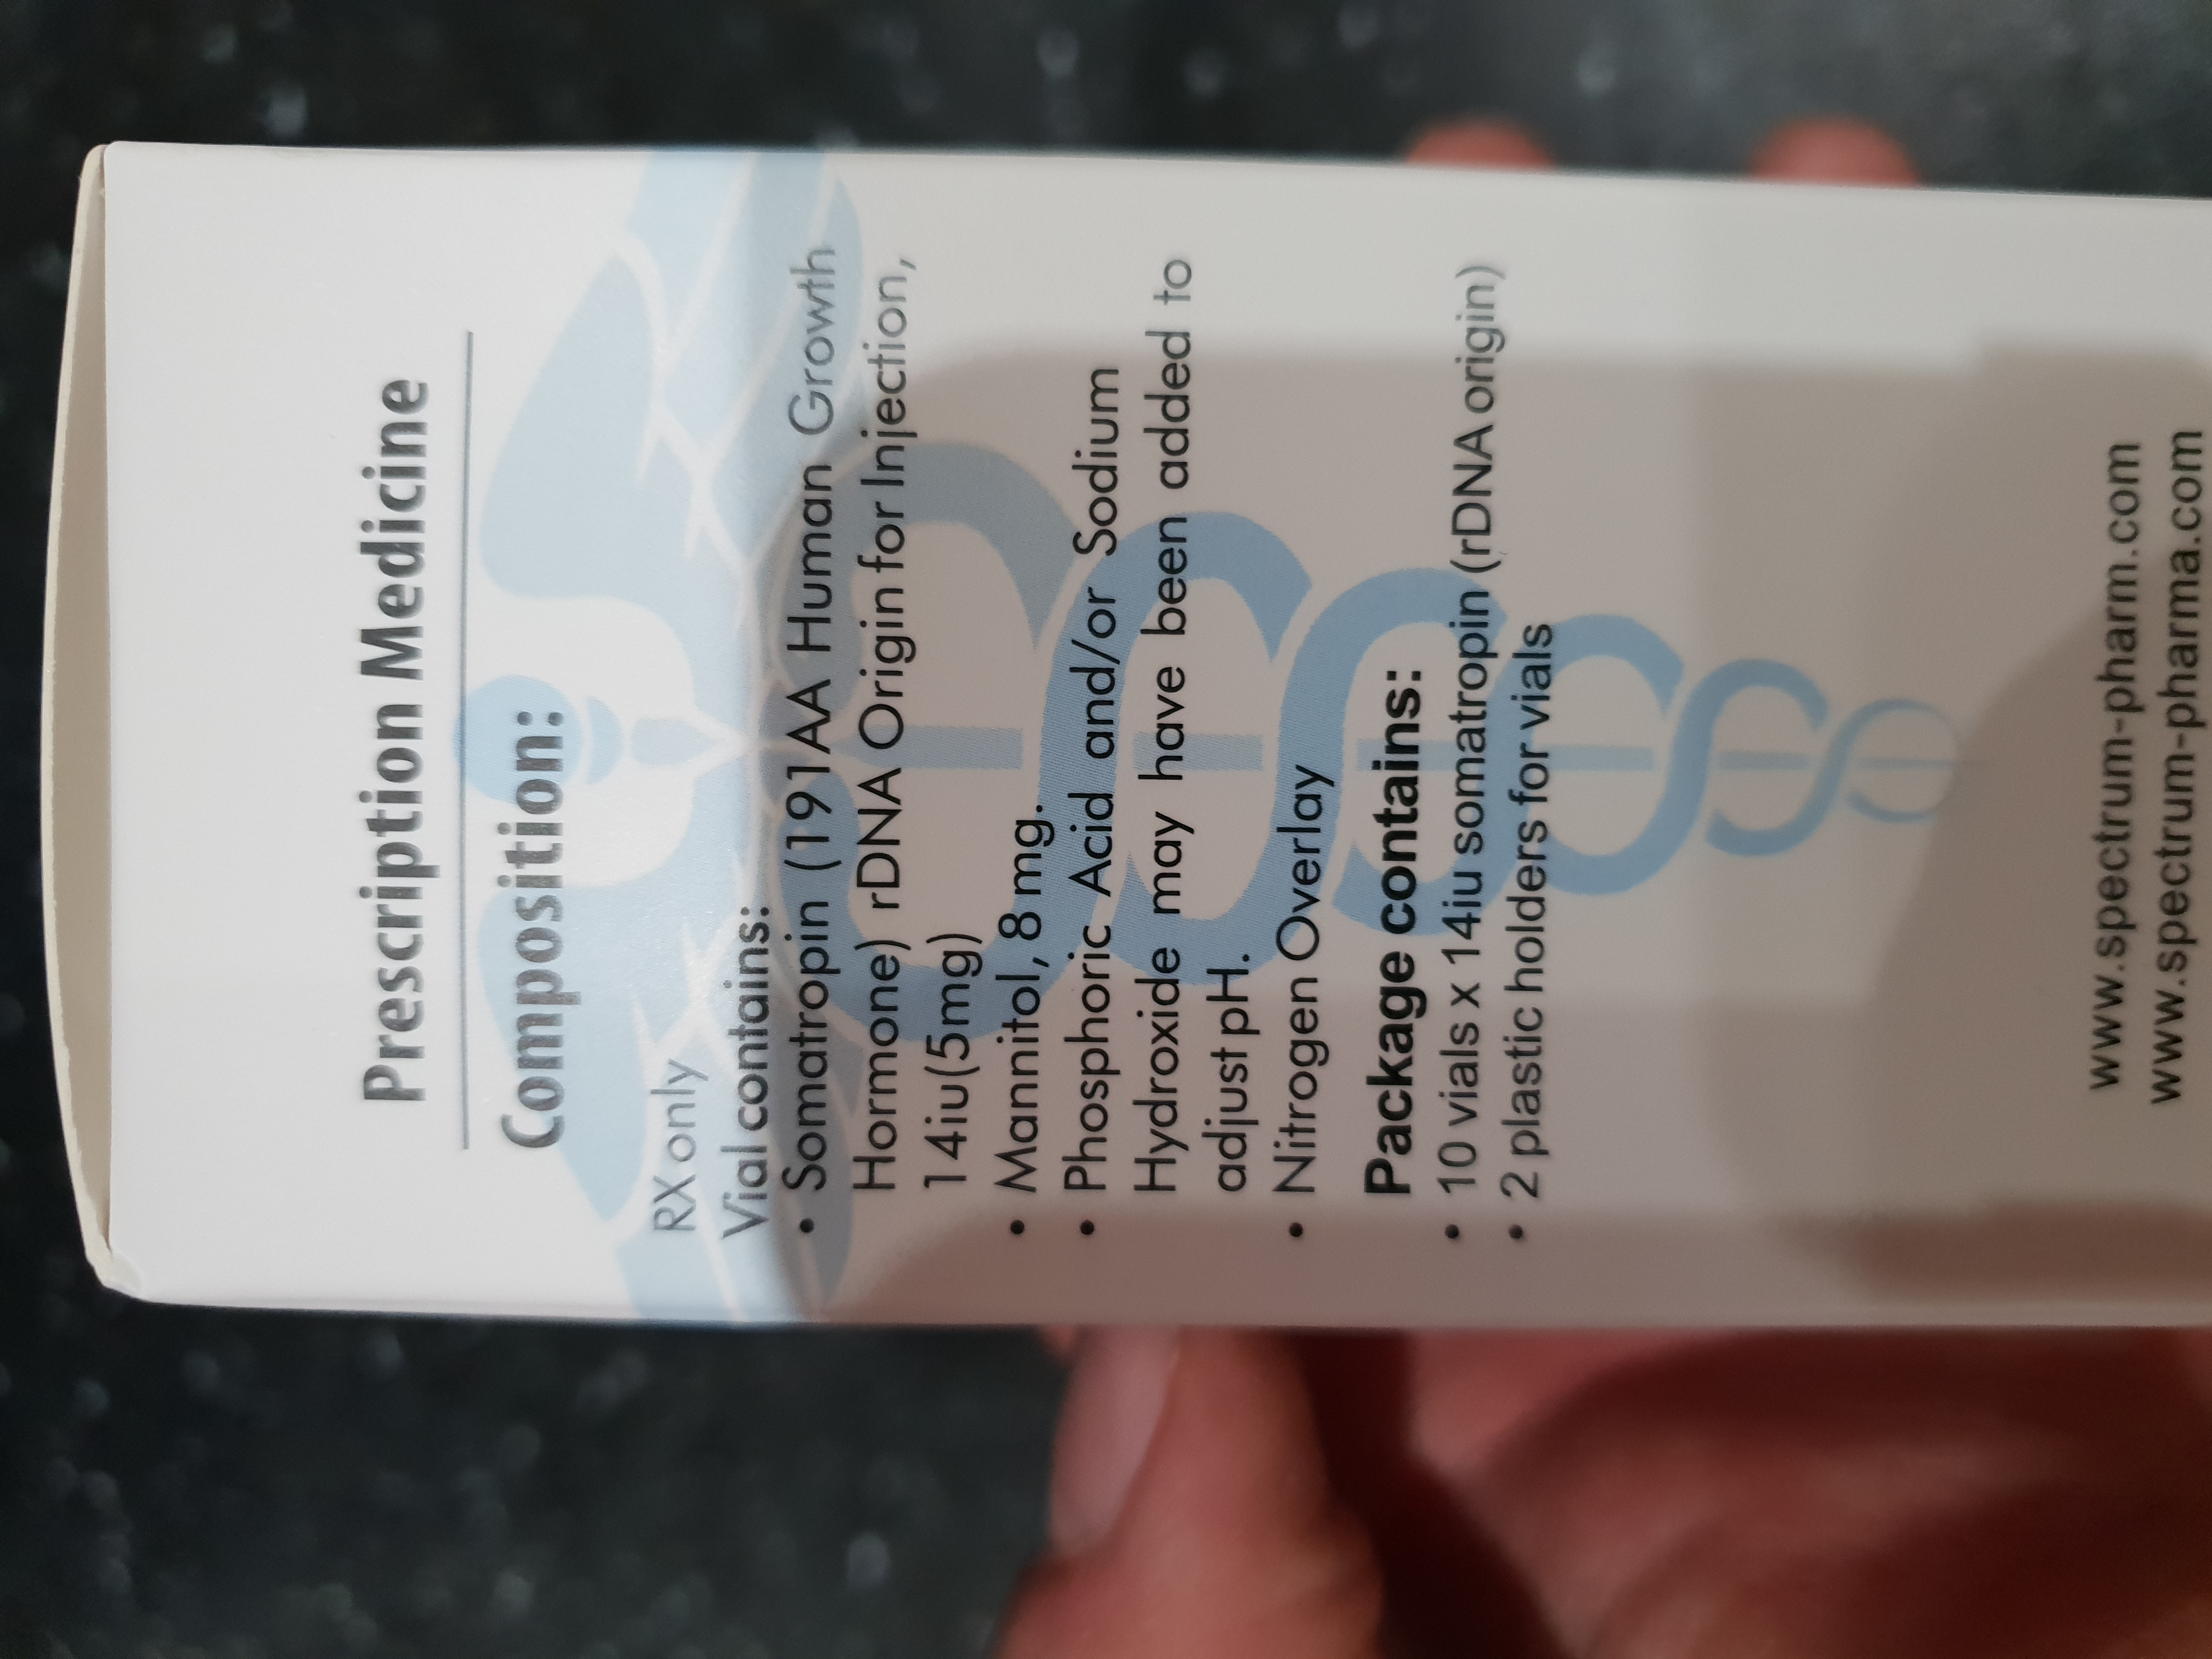 Prescription Medicine
Composition:
RX only
Vial contains:
• Somatropin (191AA Human Growth
Hormone) rDNA Origin for Injection,
14iu(5mg)
• Mannitol, 8 mg.
• Phosphoric Acid and/or Sodium
Hydroxide may have been added to
adjust pH.
• Nitrogen Overlay
Package contains:
• 10 vials x 14iu somatropin (rDNA origin)
• 2 plastic holders for vials
www.spectrum-pharm.com
www.spectrum-pharma.com